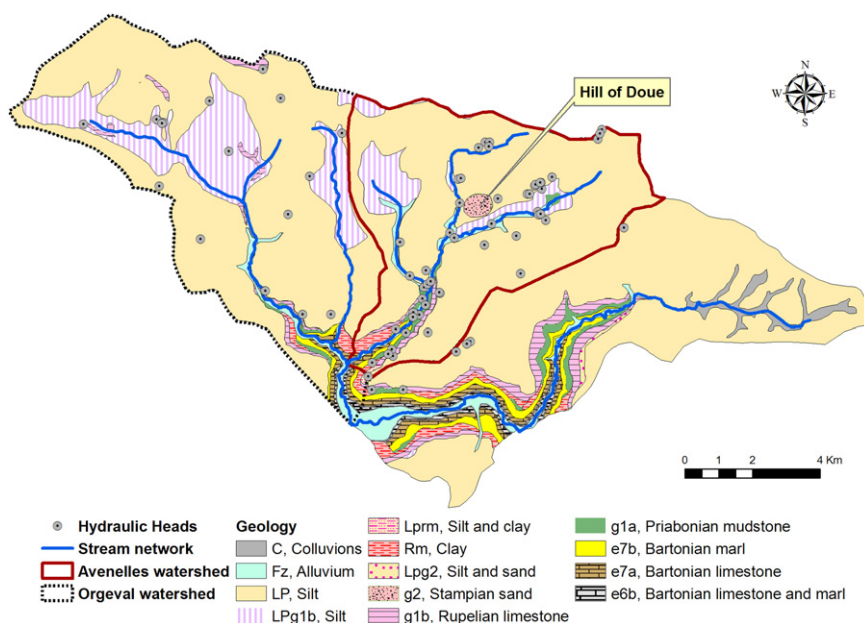 Hill of Doue
N
W E
S
0 2 4 Km
Hydraulic Heads
Stream network
Avenelles watershed
Orgeval watershed
Geology
C, Colluvions
Fz, Alluvium
LP, Silt
LPg1b, Silt
Lprm, Silt and clay
Rm, Clay
Lpg2, Silt and sand
g2, Stampian sand
g1b, Rupelian limestone
g1a, Priabonian mudstone
e7b, Bartonian marl
e7a, Bartonian limestone
e6b, Bartonian limestone and marl